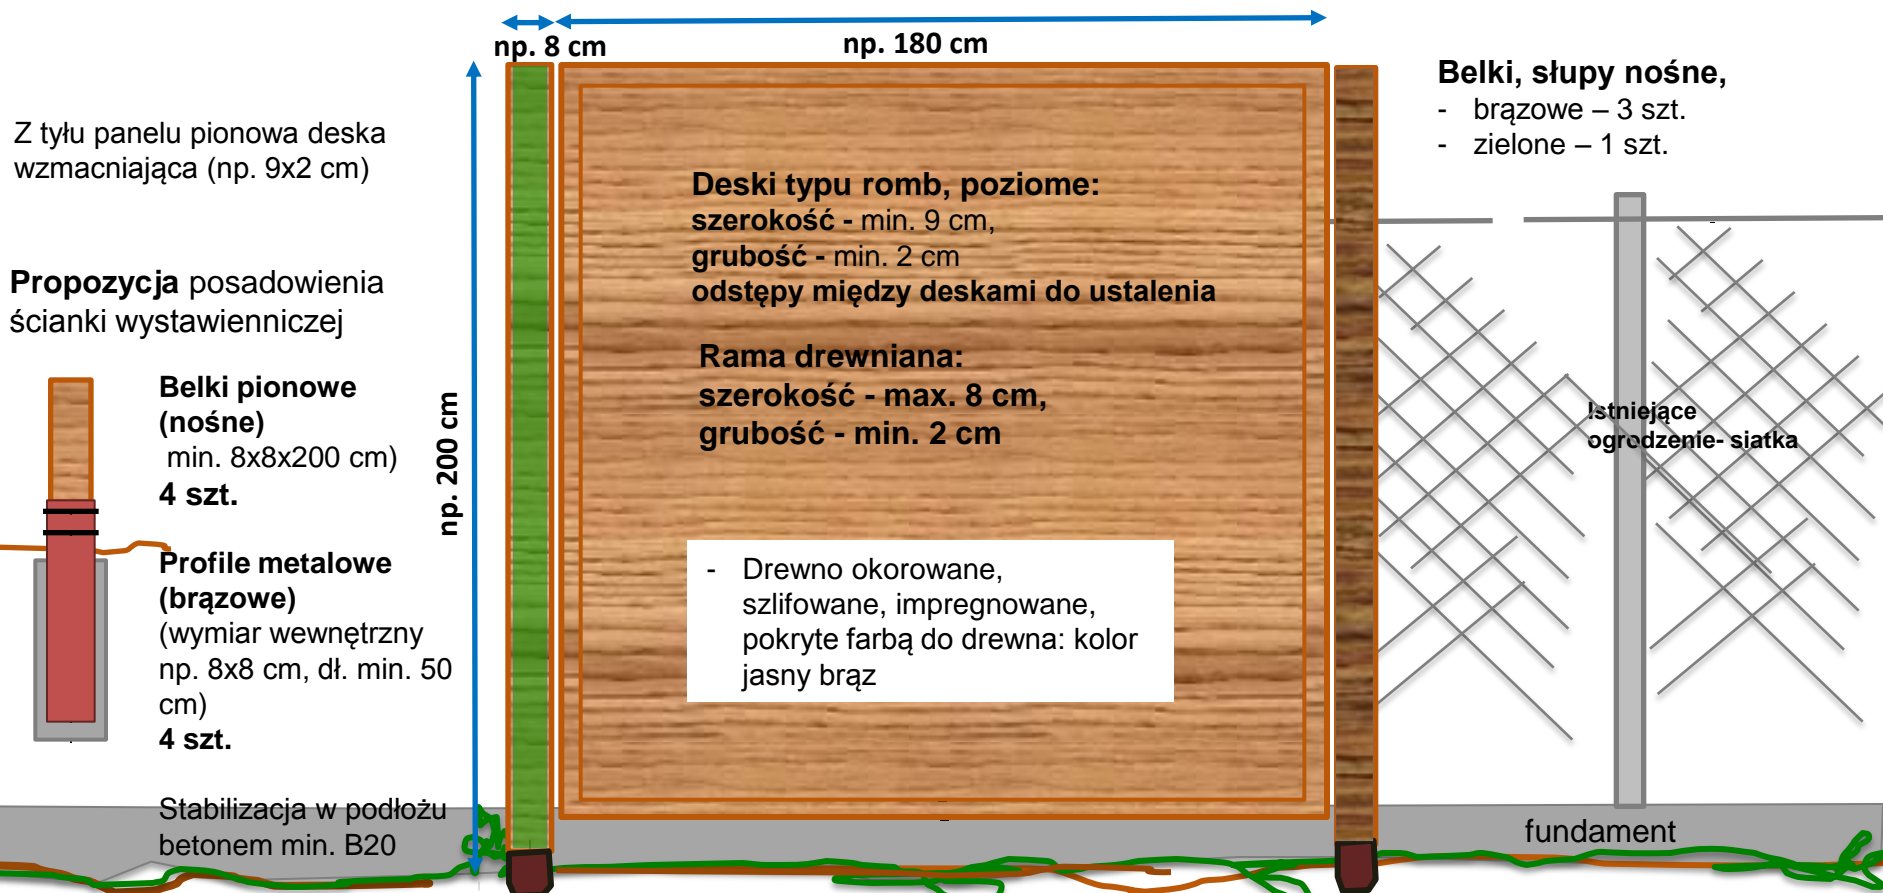 np. 8 cm
np. 180 cm
Z tyłu panelu pionowa deska
wzmacniająca (np. 9x2 cm)
Propozycja posadowienia
ścianki wystawienniczej
Belki pionowe
(nośne)
min. 8x8x200 cm)
4 szt.
Profile metalowe
(brązowe)
(wymiar wewnętrzny
np. 8x8 cm, dł. min. 50
cm)
4 szt.
Stabilizacja w podłożu
betonem min. B20
np. 200 cm
Deski typu romb, poziome:
szerokość - min. 9 cm,
grubość - min. 2 cm
odstępy między deskami do ustalenia
Rama drewniana:
szerokość - max. 8 cm,
grubość - min. 2 cm
- Drewno okorowane,
szlifowane, impregnowane,
pokryte farbą do drewna: kolor
jasny brąz
Belki, słupy nośne,
- brązowe – 3 szt.
- zielone – 1 szt.
Istniejące
ogrodzenie- siatka
fundament